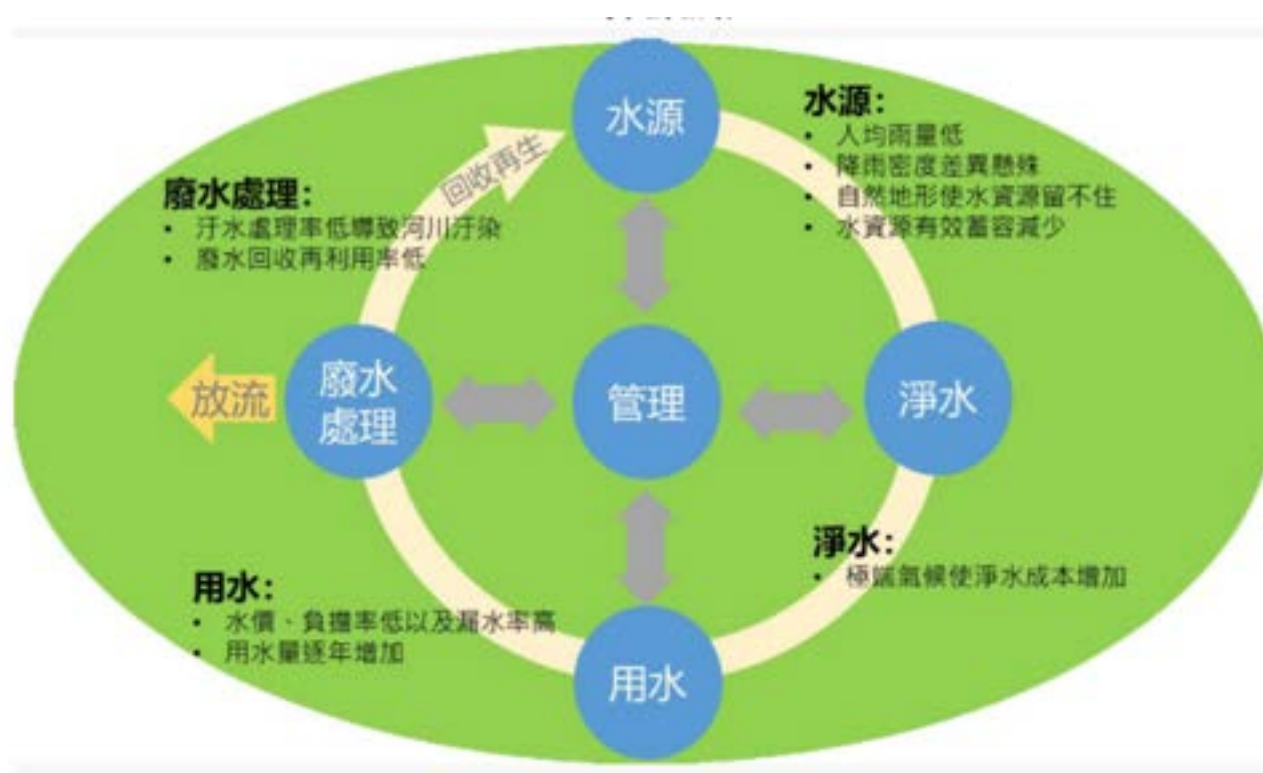 水源
水源：
• 人均雨量低
• 降雨密度差異懸殊
• 自然地形使水資源留不住
• 水資源有效蓄容減少
回收再生
廢水處理：
• 汙水處理率低導致河川汙染
• 廢水回收再利用率低
放流
廢水
處理
管理
淨水
淨水：
• 極端氣候使淨水成本增加
用水：
• 水價、負擔率低以及漏水率高
• 用水量逐年增加
用水